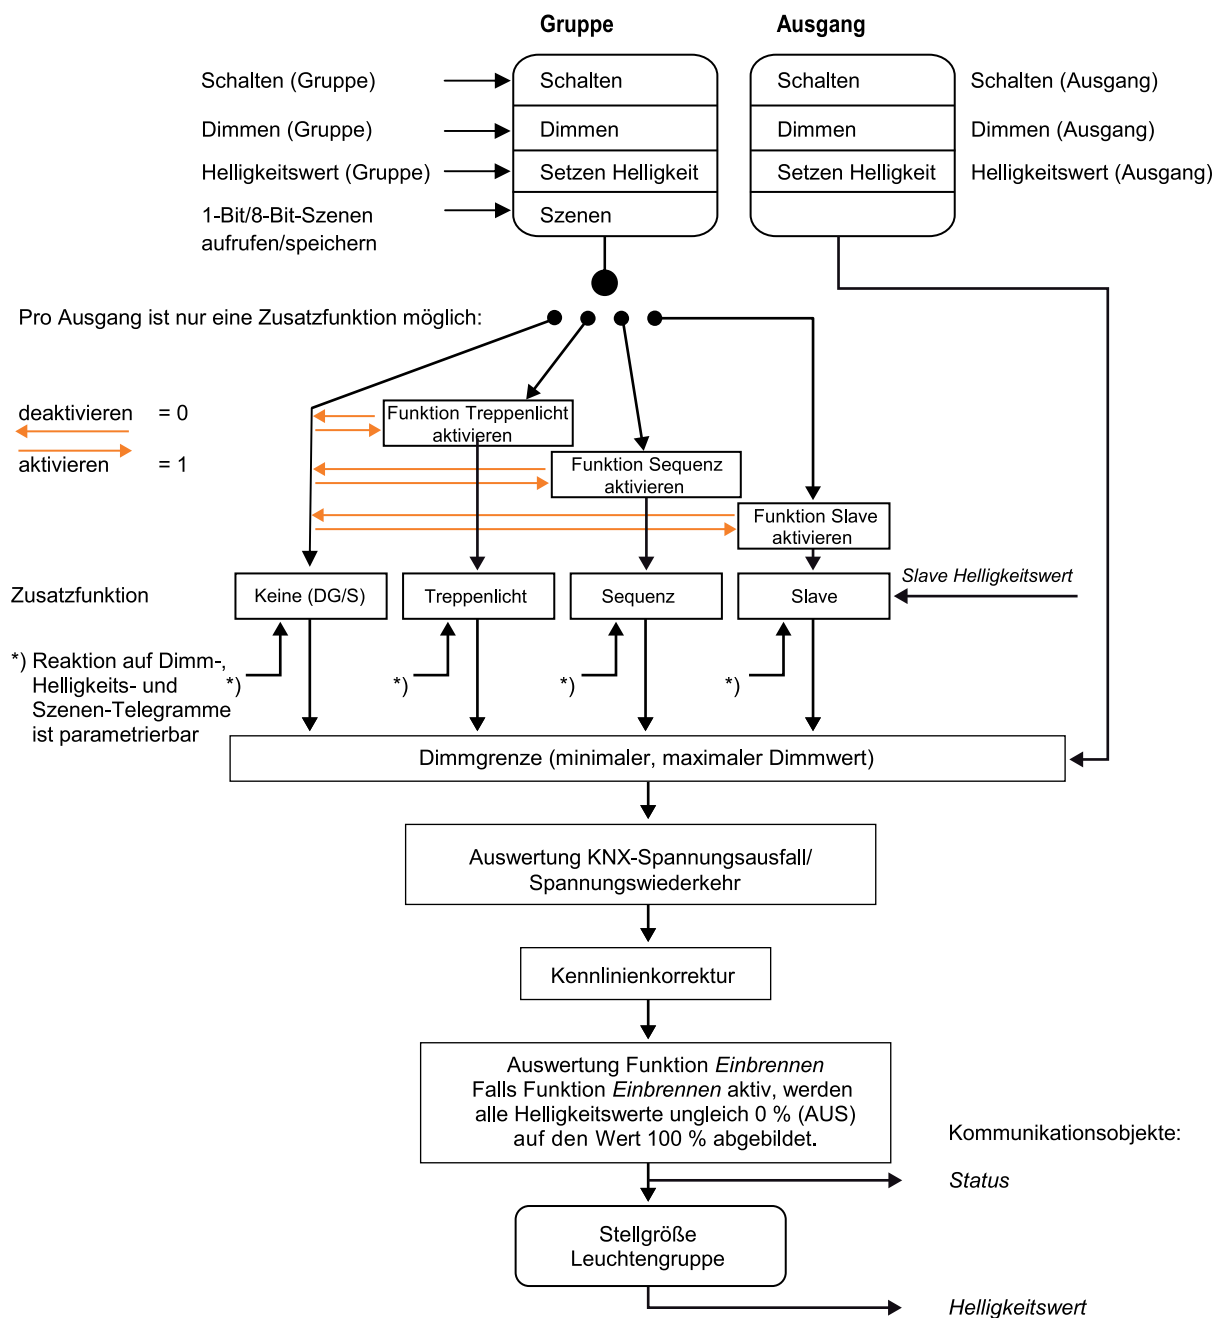 Gruppe Ausgang
Schalten (Gruppe) Schalten Schalten Schalten (Ausgang)
Dimmen (Gruppe) Dimmen Dimmen Dimmen (Ausgang)
Helligkeitswert (Gruppe) Setzen Helligkeit Setzen Helligkeit Helligkeitswert (Ausgang)
1-Bit/8-Bit-Szenen Szenen
aufrufen/speichern
Pro Ausgang ist nur eine Zusatzfunktion möglich:
deaktivieren = 0
aktivieren = 1
Funktion Treppenlicht
aktivieren
Funktion Sequenz
aktivieren
Funktion Slave
aktivieren
Zusatzfunktion Keine (DG/S) Treppenlicht Sequenz Slave
Slave Helligkeitswert
*) Reaktion auf Dimm-,
Helligkeits- und *) *) *) *)
Szenen-Telegramme
ist parametrierbar
Dimmgrenze (minimaler, maximaler Dimmwert)
Auswertung KNX-Spannungsausfall/
Spannungswiederkehr
Kennlinienkorrektur
Auswertung Funktion Einbrennen
Falls Funktion Einbrennen aktiv, werden
alle Helligkeitswerte ungleich 0 % (AUS)
auf den Wert 100 % abgebildet.
Kommunikationsobjekte:
Status
Stellgröße
Leuchtengruppe
Helligkeitswert